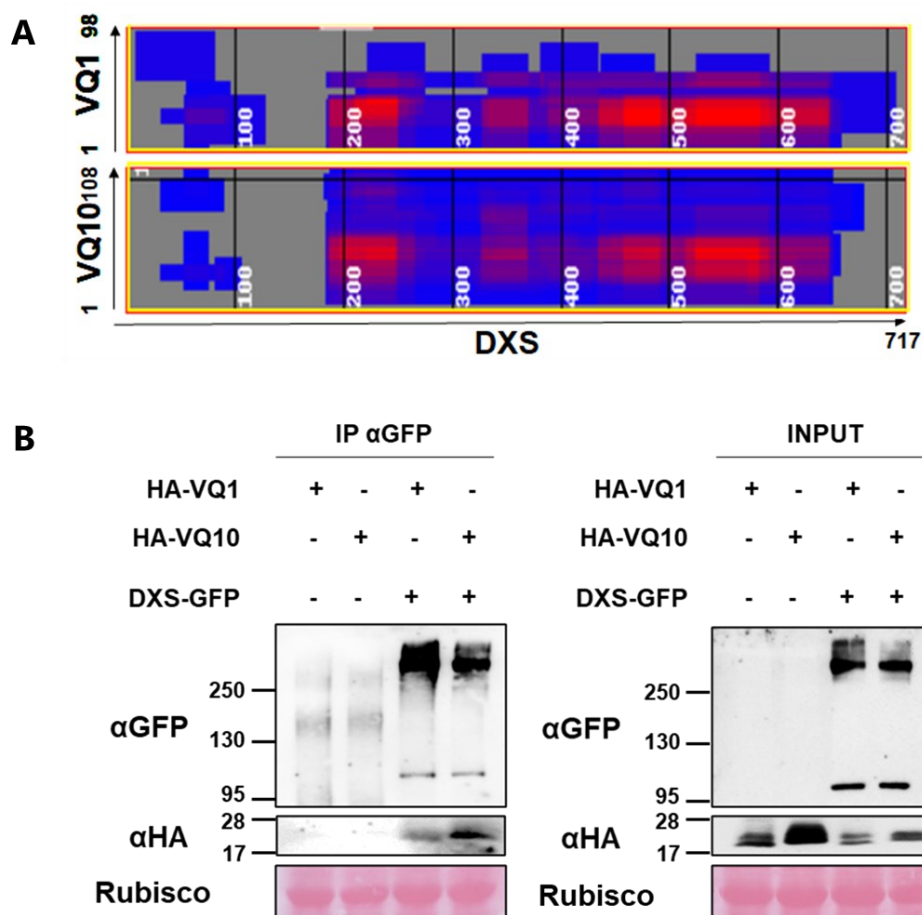 A
VQ1
1 98
100 200 300 400 500 600 700
VQ10
1 108
1
100 200 300 400 500 600 700
DXS
717
B
IP αGFP INPUT
HA-VQ1 + - + - HA-VQ1 + - + -
HA-VQ10 - + - + HA-VQ10 - + - +
DXS-GFP - - + + DXS-GFP - - + +
250 250
αGFP 130 αGFP 130
95 95
28 28
αHA αHA
17 17
Rubisco Rubisco